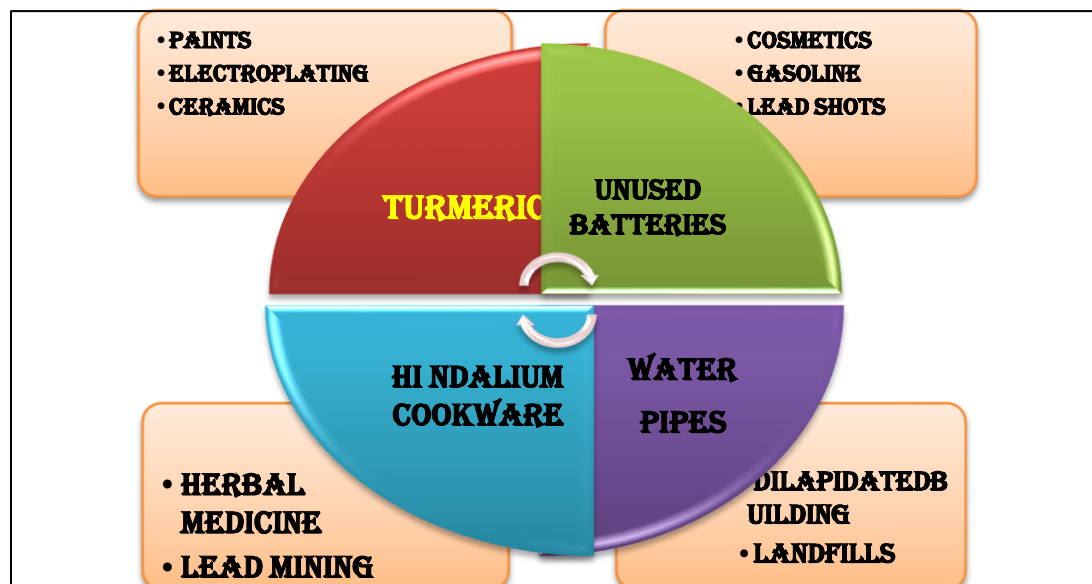 • PAINTS
• ELECTROPLATING
• CERAMICS
• COSMETICS
• GASOLINE
• LEAD SHOTS
TURMERIC
UNUSED
BATTERIES
HI NDALIUM
COOKWARE
WATER
PIPES
• HERBAL
MEDICINE
• LEAD MINING
• DILAPIDATEDB
UILDING
• LANDFILLS